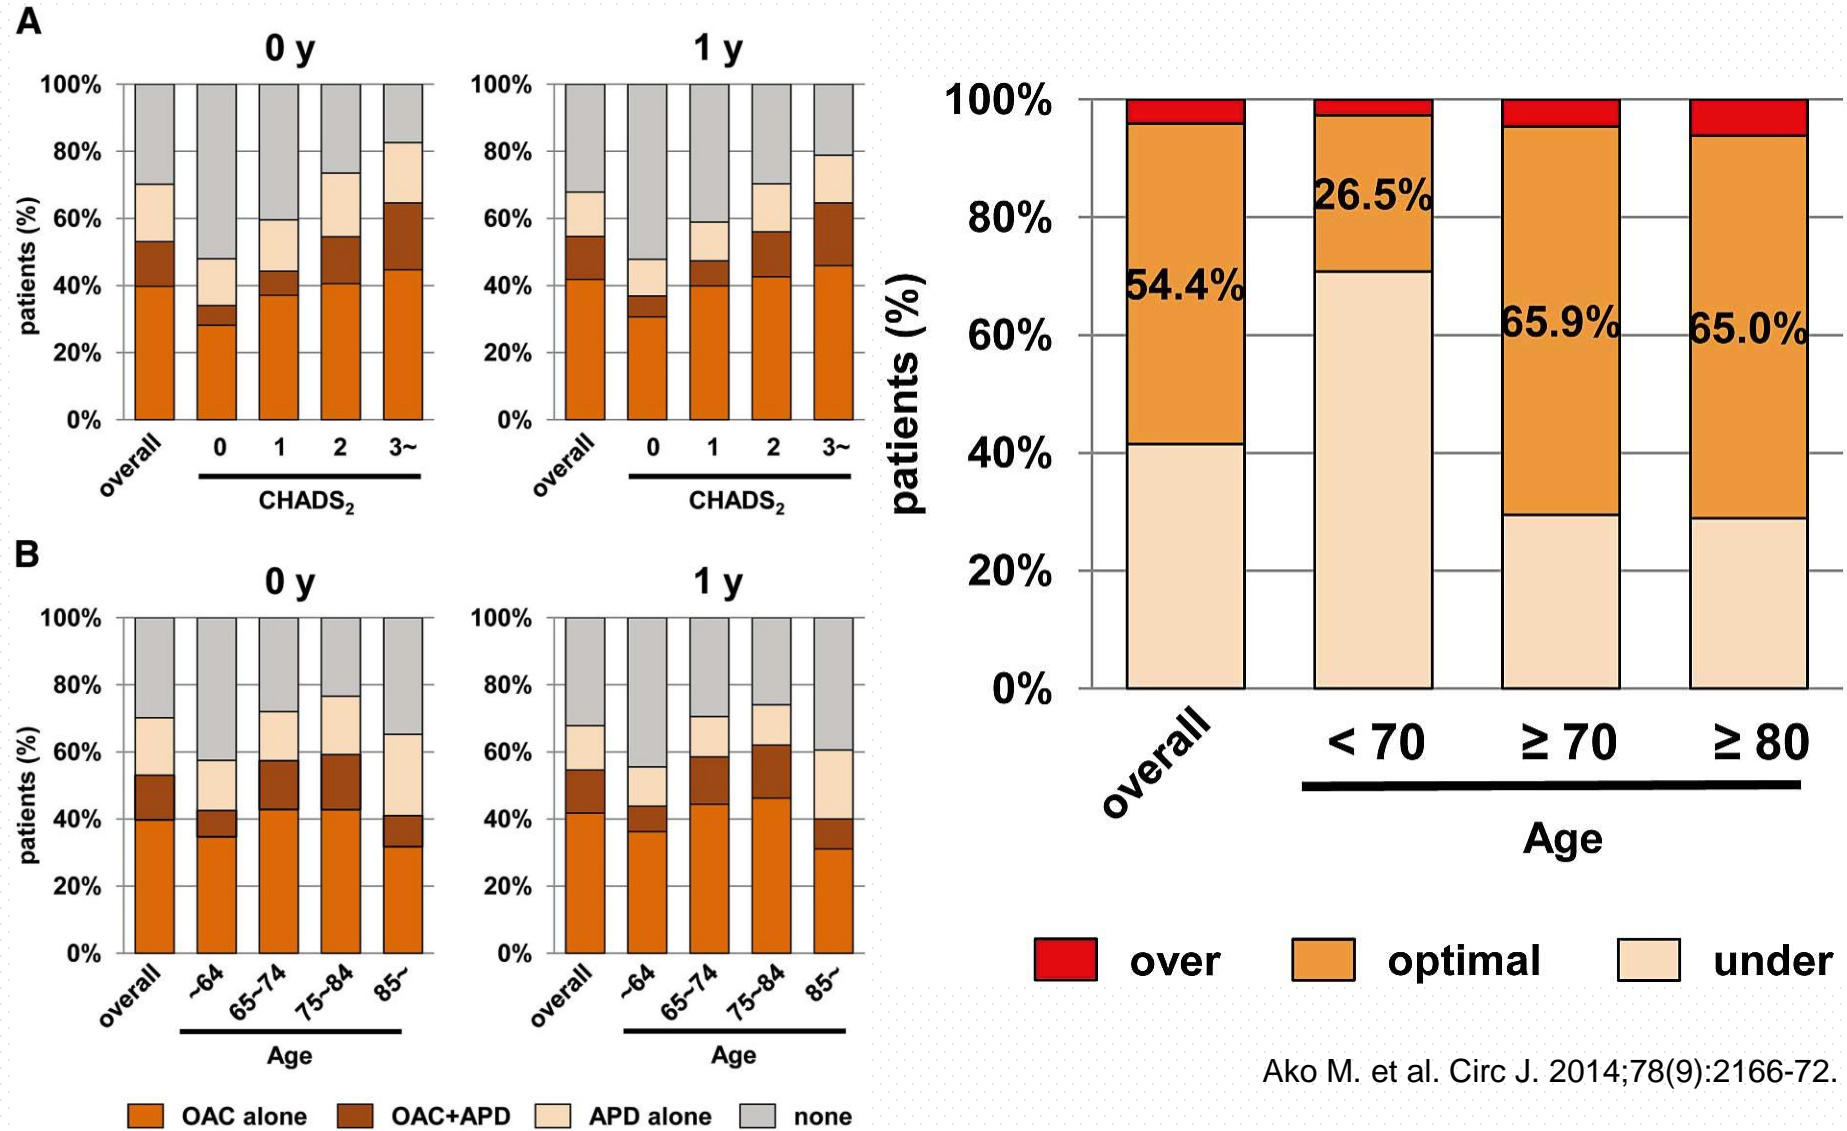 A
0 y
100%
80%
60%
40%
20%
0%
patients (%)
overall
0
1
2
3~
CHADS2
1 y
100%
80%
60%
40%
20%
0%
overall
0
1
2
3~
CHADS2
B
0 y
100%
80%
60%
40%
20%
0%
patients (%)
overall
~64
65~74
75~84
85~
Age
1 y
100%
80%
60%
40%
20%
0%
overall
~64
65~74
75~84
85~
Age
OAC alone
OAC+APD
APD alone
none
100%
80%
60%
40%
20%
0%
patients (%)
54.4%
26.5%
65.9%
65.0%
overall
< 70
≥ 70
≥ 80
Age
over
optimal
under
Ako M. et al. Circ J. 2014;78(9):2166-72.